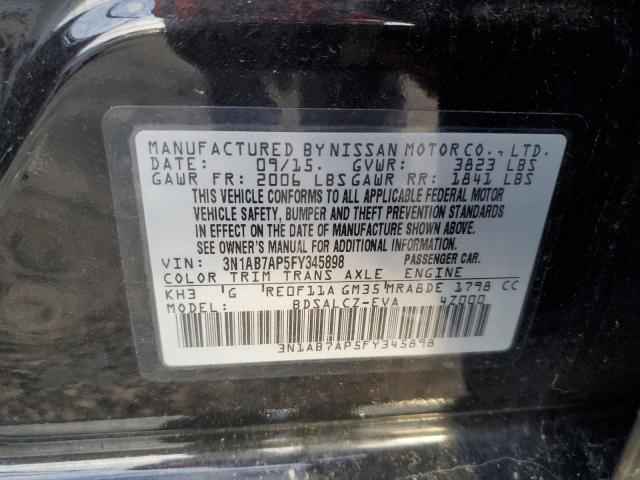 MANUFACTURED BY NISSAN MOTOR CO., LTD.
DATE: 09/15. GVWR: 3823 LBS
GAWR FR: 2006 LBS GAWR RR: 1841 LBS
THIS VEHICLE CONFORMS TO ALL APPLICABLE FEDERAL MOTOR
VEHICLE SAFETY, BUMPER AND THEFT PREVENTION STANDARDS
IN EFFECT ON THE DATE OF MANUFACTURE SHOWN ABOVE.
SEE OWNER'S MANUAL FOR ADDITIONAL INFORMATION.
VIN: 3N1AB7AP5FY345898 PASSENGER CAR.
COLOR TRIM TRANS AXLE ENGINE
KH3 G RE0F11A GM35 MRA8DE 1798 CC
MODEL: BDSALCZ-EVA 4Z000
3N1AB7AP5FY345898